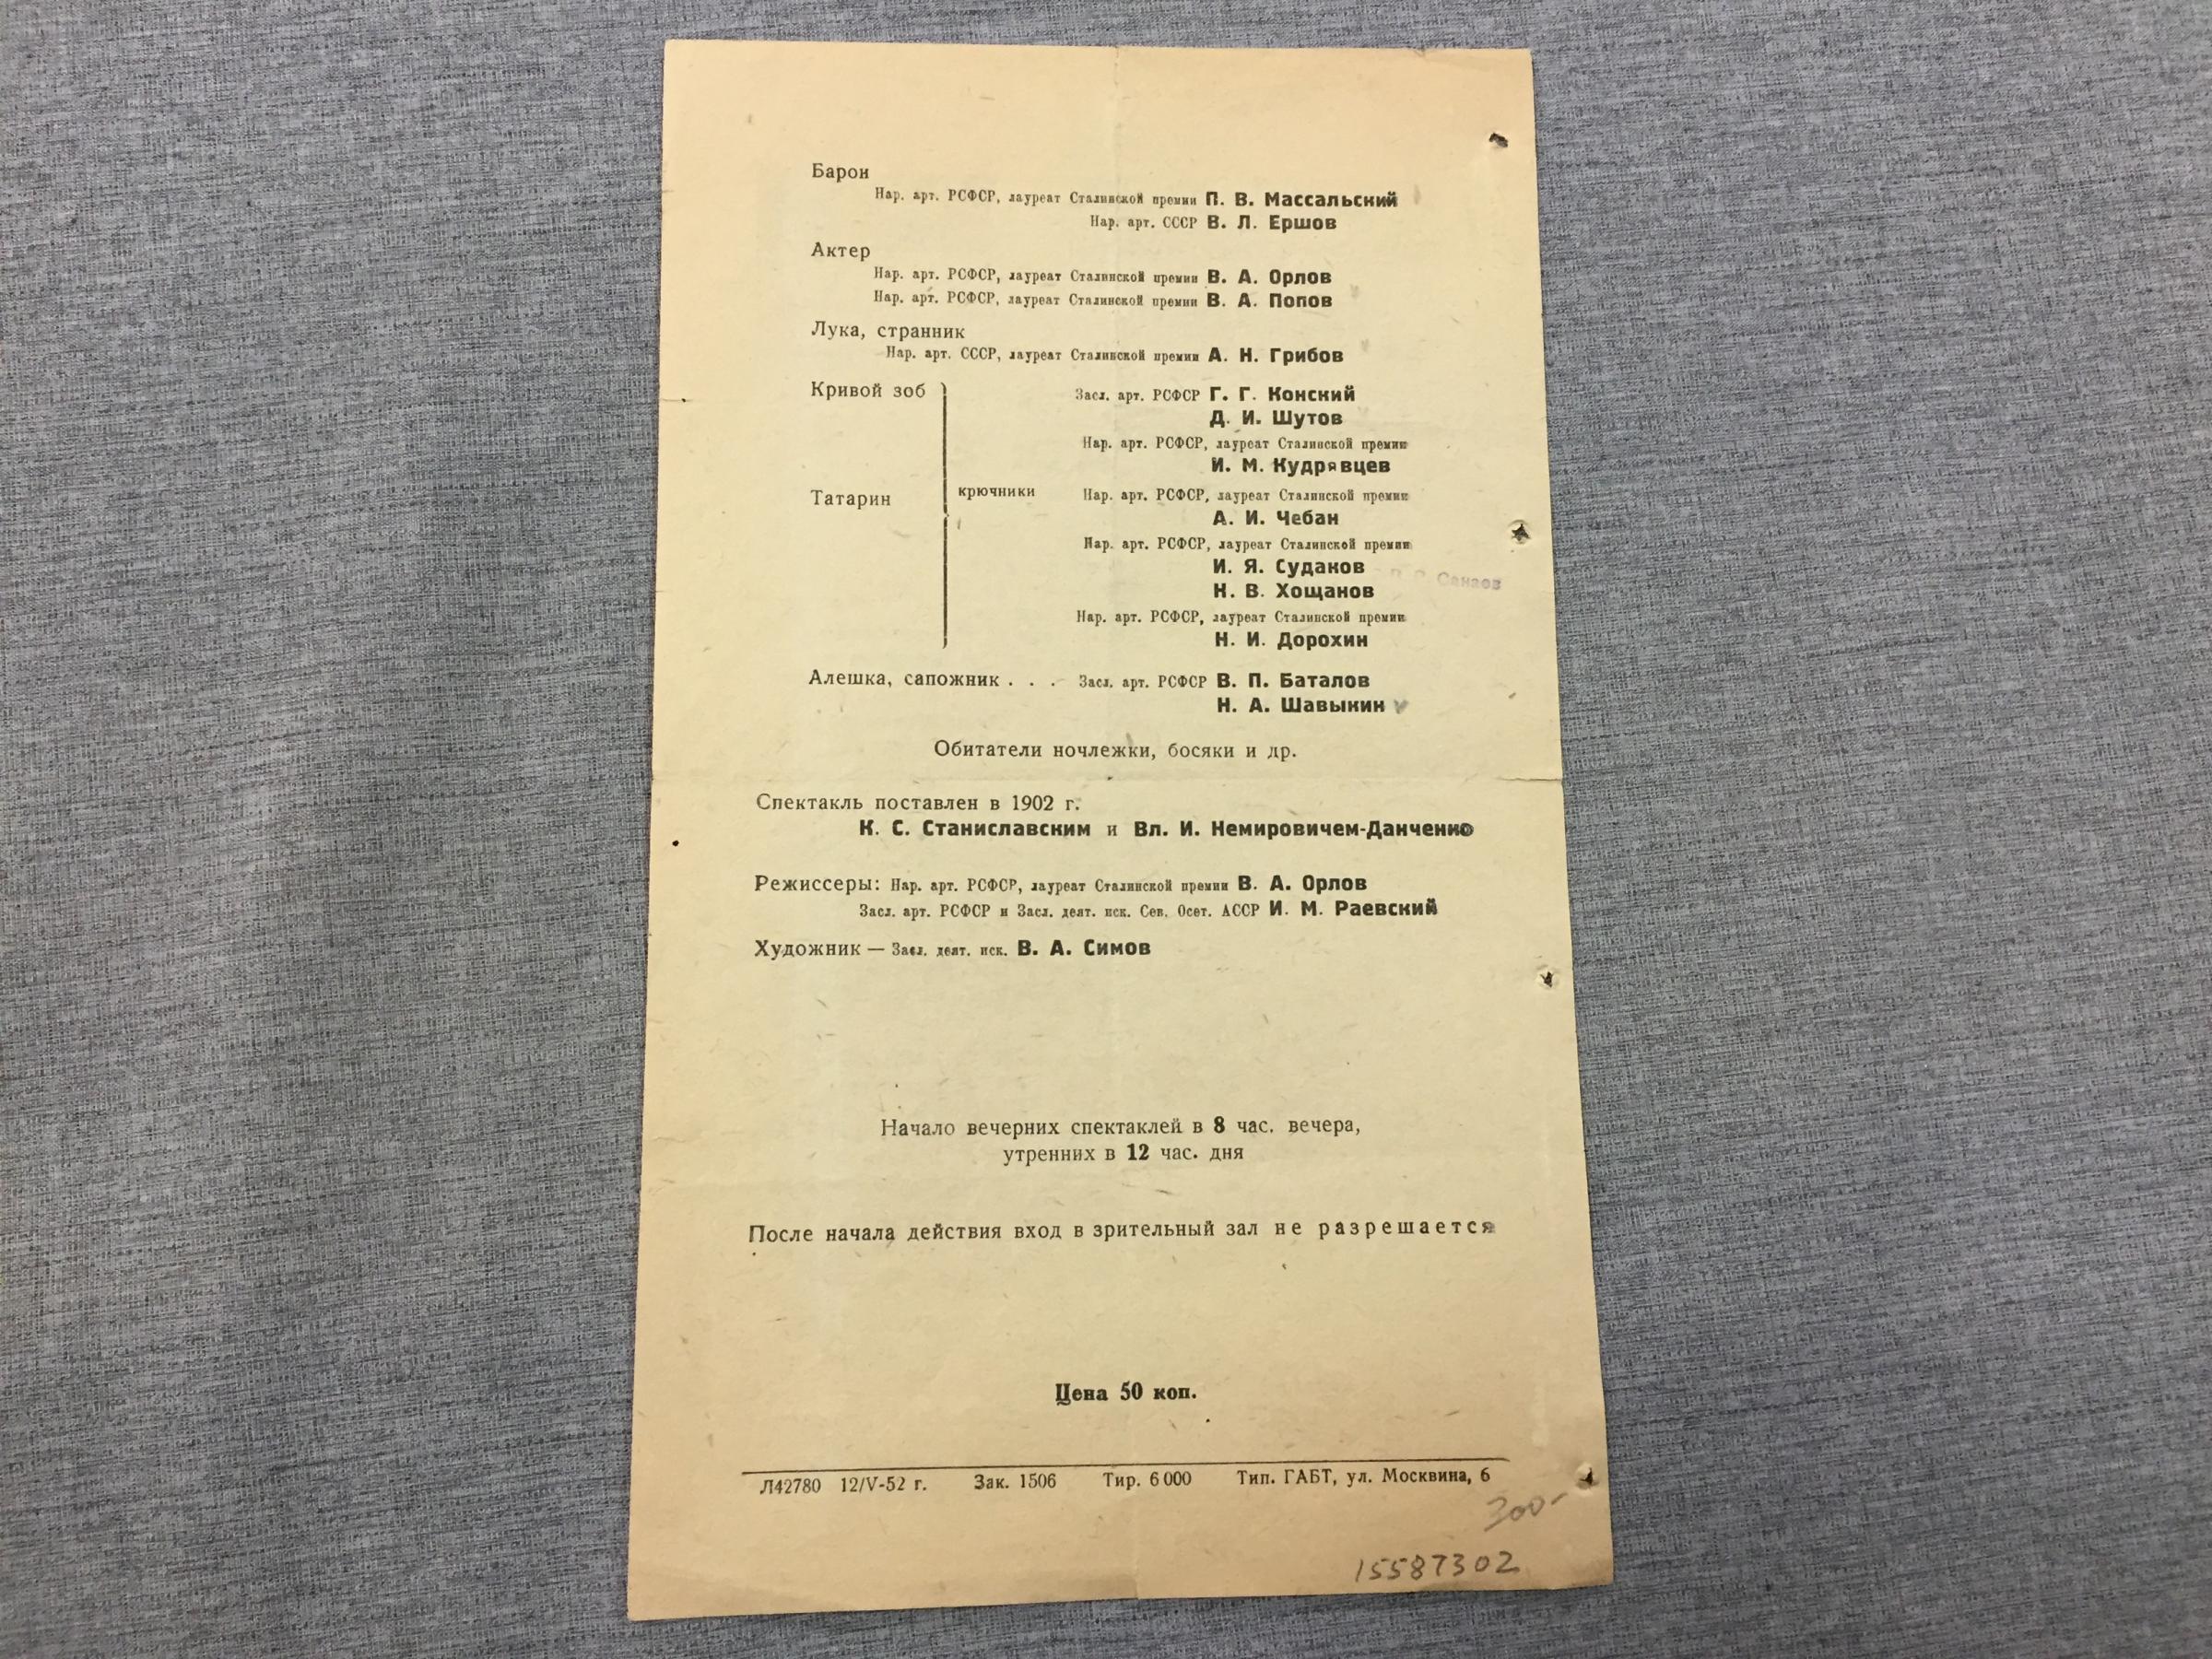 Барон
Нар. арт. РСФСР, лауреат Сталинской премии П. В. Массальский
Нар. арт. СССР В. Л. Ершов
Актер
Нар. арт. РСФСР, лауреат Сталинской премии В. А. Орлов
Нар. арт. РСФСР, лауреат Сталинской премии В. А. Попов
Лука, странник
Нар. арт. СССР, лауреат Сталинской премии А. Н. Грибов
Кривой зоб Засл. арт. РСФСР Г. Г. Конский
Д. И. Шутов
Нар. арт. РСФСР, лауреат Сталинской премии
И. М. Кудрявцев
Татарин крючники Нар. арт. РСФСР, лауреат Сталинской премии
А. И. Чебан
Нар. арт. РСФСР, лауреат Сталинской премии
И. Я. Судаков
Санаев
Н. В. Хощанов
Нар. арт. РСФСР, лауреат Сталинской премии
Н. И. Дорохин
Алешка, сапожник . . . Засл. арт. РСФСР В. П. Баталов
Н. А. Шавыкин
Обитатели ночлежки, босяки и др.
Спектакль поставлен в 1902 г.
К. С. Станиславским и Вл. И. Немировичем-Данченко
Режиссеры: Нар. арт. РСФСР, лауреат Сталинской премии В. А. Орлов
Засл. арт. РСФСР и Засл. деят. иск. Сев. Осет. АССР И. М. Раевский
Художник — Засл. деят. иск. В. А. Симов
Начало вечерних спектаклей в 8 час. вечера,
утренних в 12 час. дня
После начала действия вход в зрительный зал не разрешается
Цена 50 коп.
Л42780 12/V-52 г. Зак. 1506 Тир. 6 000 Тип. ГАБТ, ул. Москвина, 6
300-
15587302